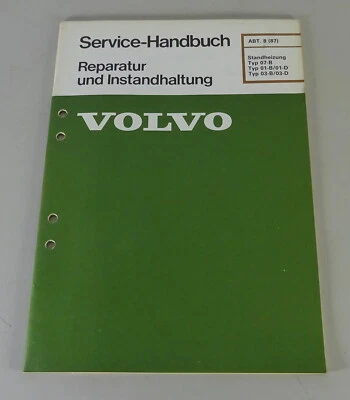 Service-Handbuch
Reparatur
und Instandhaltung
ABT. 8 (87)
Standheizung
Typ 07-B
Typ 01-B/01-D
Typ 03-B/03-D
VOLVO